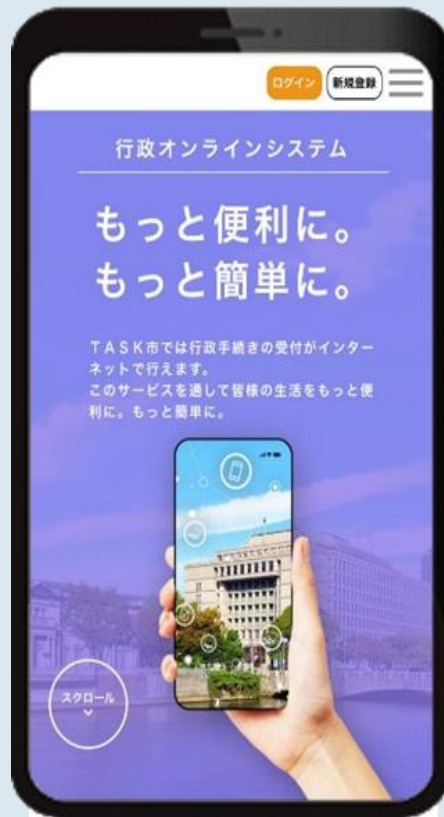 ログイン
新規登録
行政オンラインシステム
もっと便利に。
もっと簡単に。
TASK市では行政手続きの受付がインター
ネットで行えます。
このサービスを通して皆様の生活をもっと便
利に。もっと簡単に。
スクロール